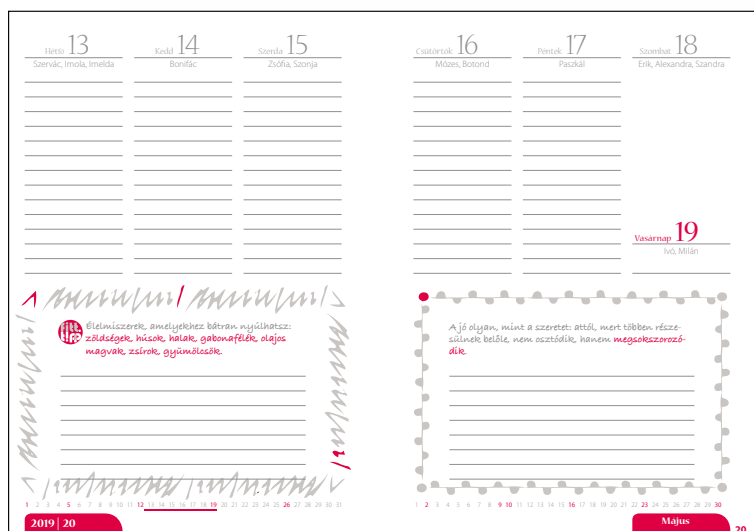 Hétfő 13
Szervác, Imola, Imelda
Kedd 14
Bonifác
Szerda 15
Zsófia, Szonja
Csütörtök 16
Mózes, Botond
Péntek 17
Paszkál
Szombat 18
Erik, Alexandra, Szandra
Vasárnap 19
Ivó, Milán
Élelmiszerek, amelyekhez bátran nyúlhatsz:
zöldségek, húsok, halak, gabonafélék, olajos
magvak, zsírok, gyümölcsök.
A jó olyan, mint a szeretet: attól, mert többen része-
sülnek belőle, nem osztódik, hanem megsokszorozó-
dik.
1 2 3 4 5 6 7 8 9 10 11 12 13 14 15 16 17 18 19 20 21 22 23 24 25 26 27 28 29 30 31
1 2 3 4 5 6 7 8 9 10 11 12 13 14 15 16 17 18 19 20 21 22 23 24 25 26 27 28 29 30
2019 | 20
Május
20